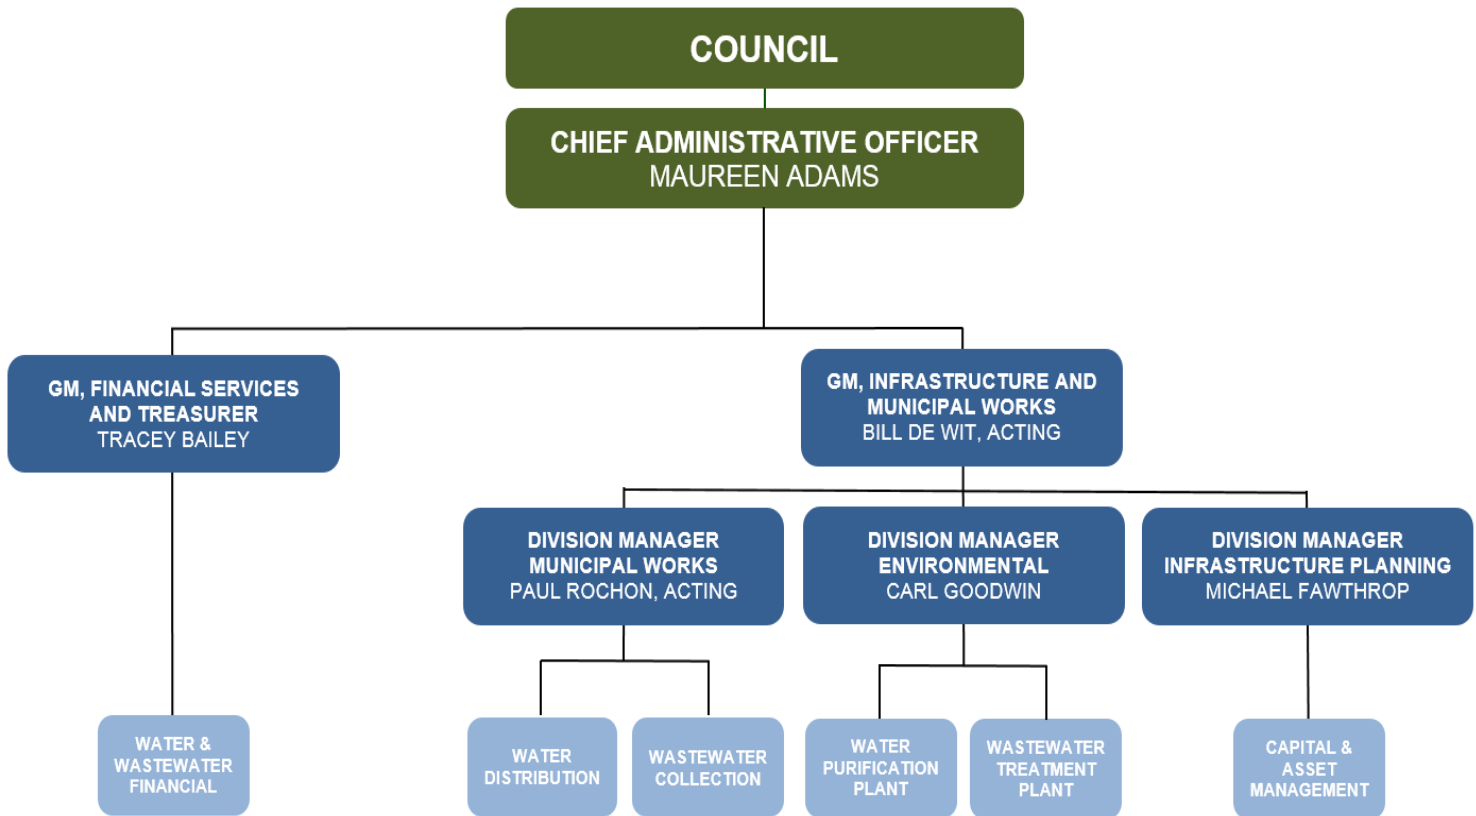 COUNCIL
CHIEF ADMINISTRATIVE OFFICER
MAUREEN ADAMS
GM, FINANCIAL SERVICES
AND TREASURER
TRACEY BAILEY
GM, INFRASTRUCTURE AND
MUNICIPAL WORKS
BILL DE WIT, ACTING
DIVISION MANAGER
MUNICIPAL WORKS
PAUL ROCHON, ACTING
DIVISION MANAGER
ENVIRONMENTAL
CARL GOODWIN
DIVISION MANAGER
INFRASTRUCTURE PLANNING
MICHAEL FAWTHROP
WATER &
WASTEWATER
FINANCIAL
WATER
DISTRIBUTION
WASTEWATER
COLLECTION
WATER
PURIFICATION
PLANT
WASTEWATER
TREATMENT
PLANT
CAPITAL &
ASSET
MANAGEMENT